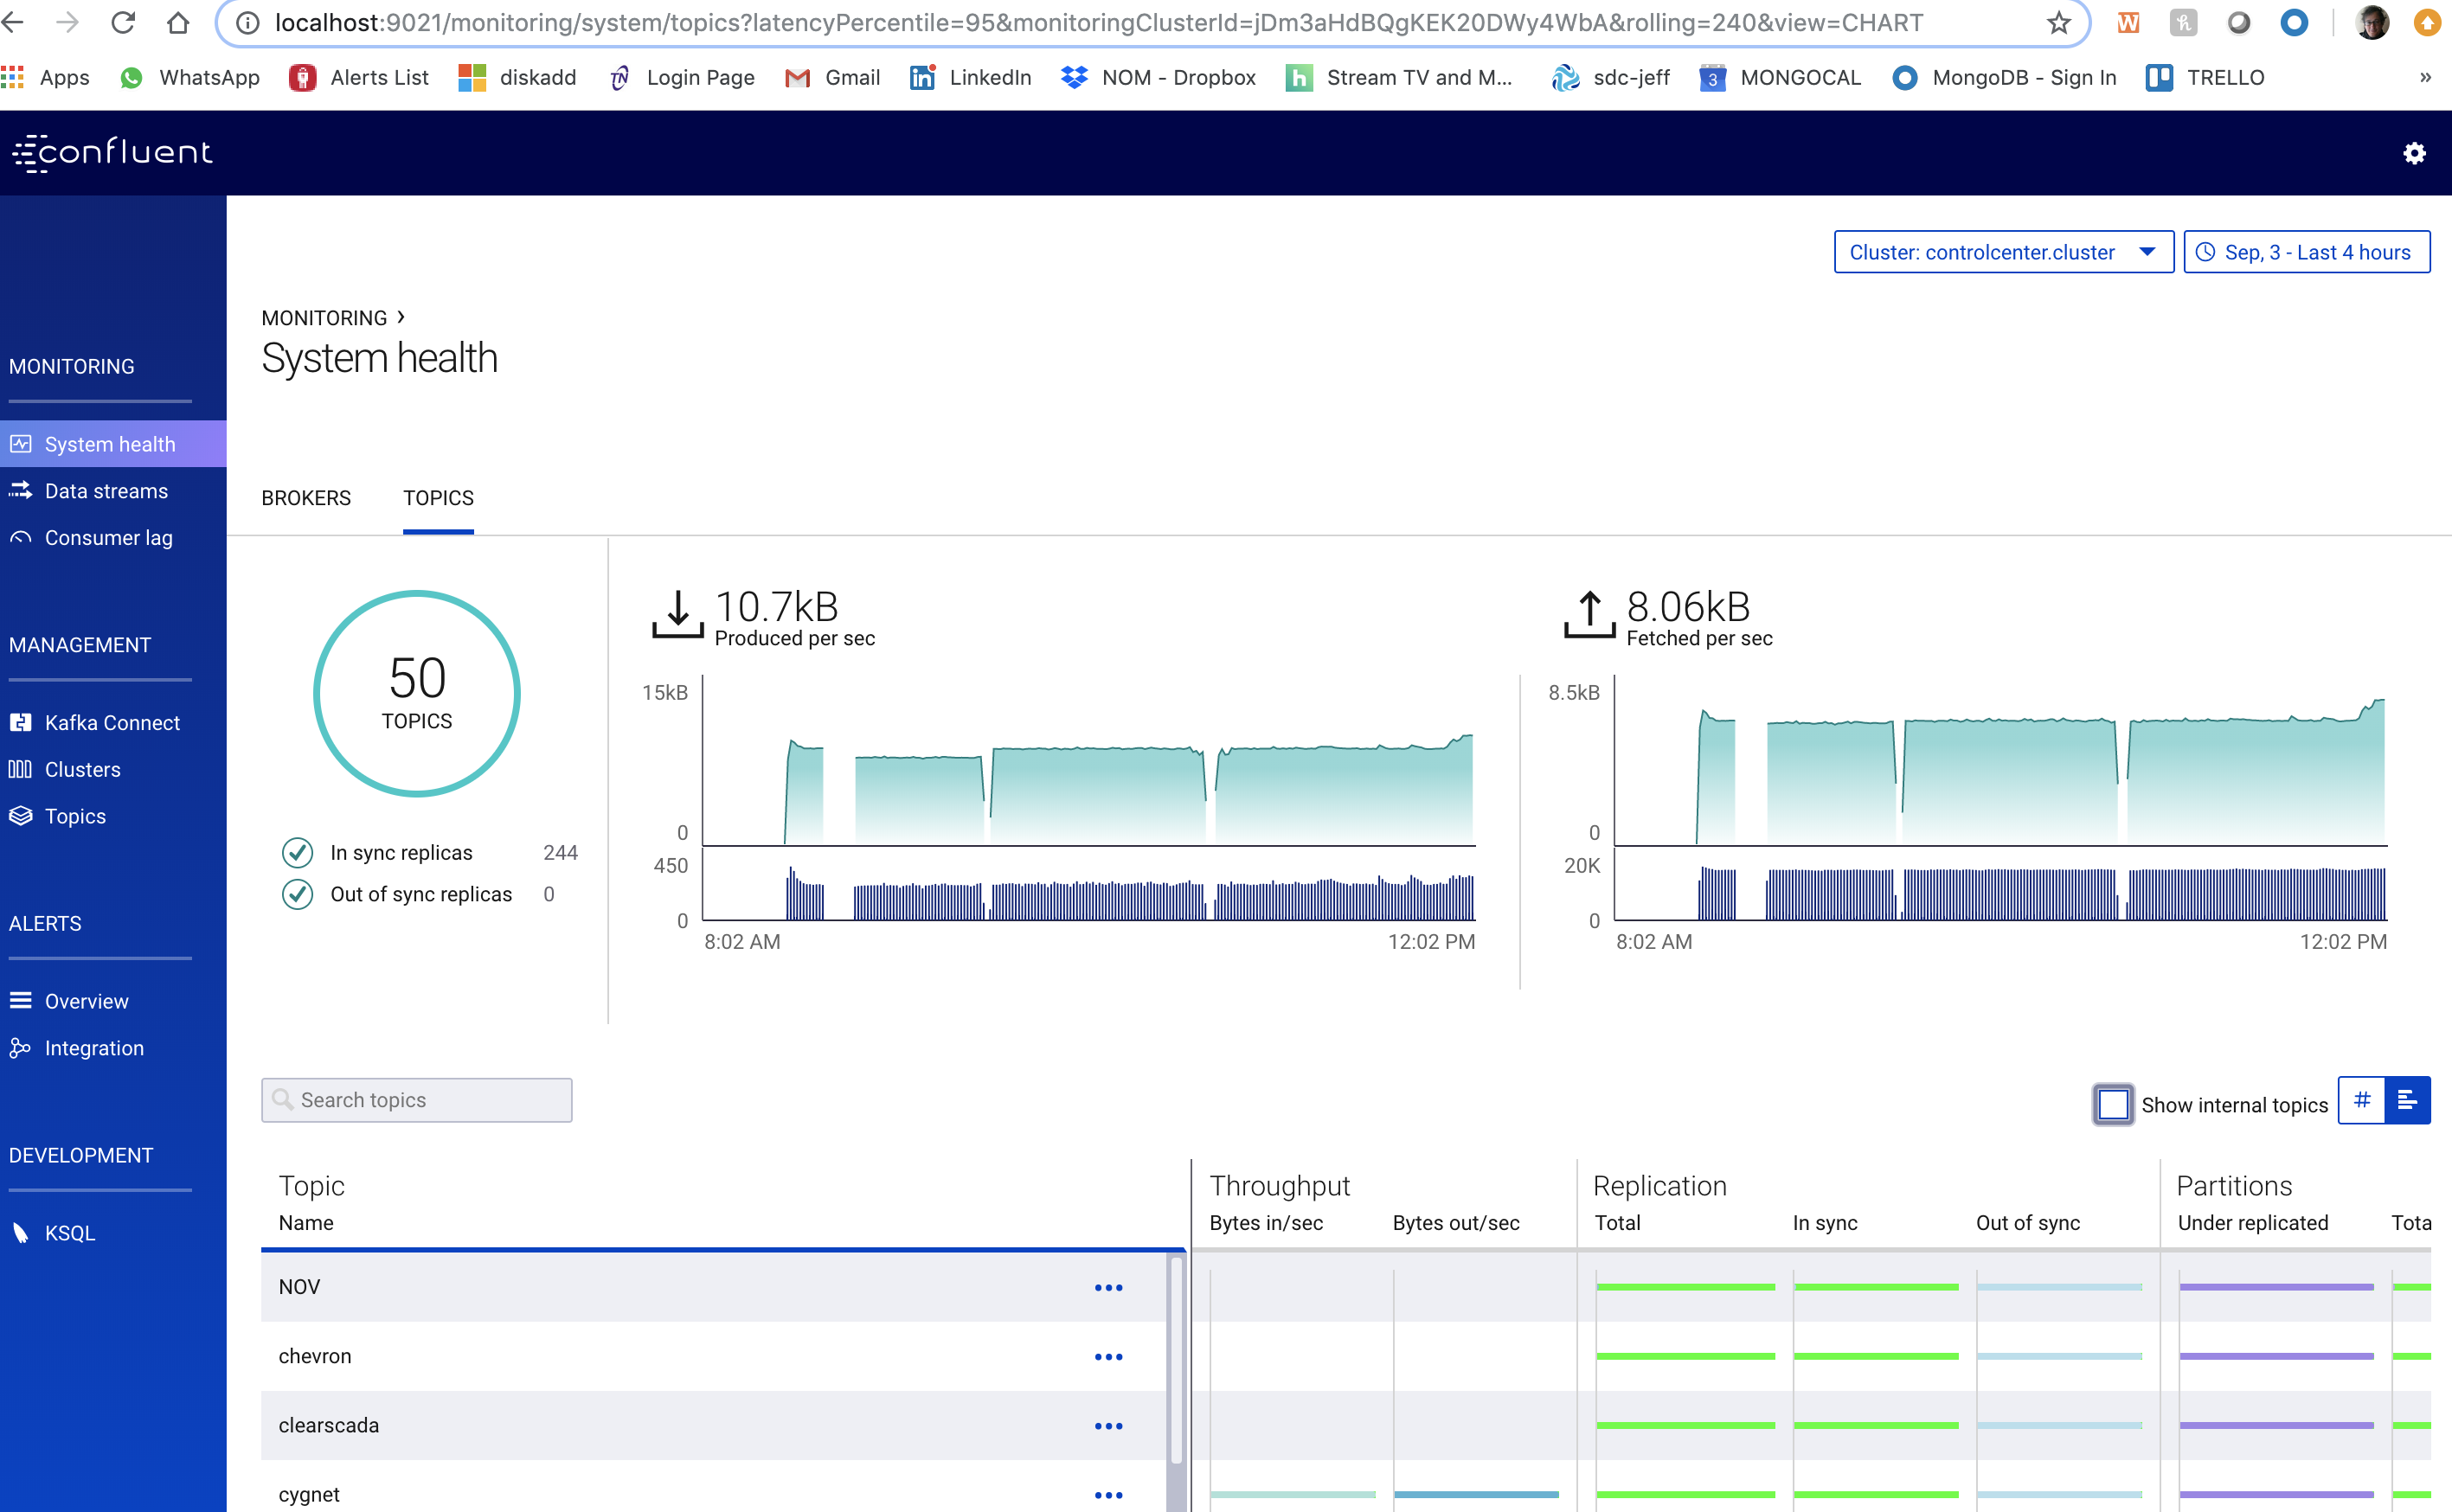 localhost:9021/monitoring/system/topics?latencyPercentile=95&monitoringClusterId=jDm3aHdBQgKEK20DWy4WbA&rolling=240&view=CHART
Apps WhatsApp Alerts List diskadd Login Page Gmail LinkedIn NOM - Dropbox Stream TV and M... sdc-jeff 3 MONGOCAL MongoDB - Sign In TRELLO »
confluent
Cluster: controlcenter.cluster
Sep, 3 - Last 4 hours
MONITORING ›
System health
MONITORING
System health
Data streams
Consumer lag
MANAGEMENT
Kafka Connect
Clusters
Topics
ALERTS
Overview
Integration
DEVELOPMENT
KSQL
BROKERS TOPICS
50
TOPICS
In sync replicas 244
Out of sync replicas 0
10.7kB
Produced per sec
15kB
0
450
0
8:02 AM 12:02 PM
8.06kB
Fetched per sec
8.5kB
0
20K
0
8:02 AM 12:02 PM
Search topics
Show internal topics #
Topic Throughput Replication Partitions
Name Bytes in/sec Bytes out/sec Total In sync Out of sync Under replicated Tota
NOV
chevron
clearscada
cygnet